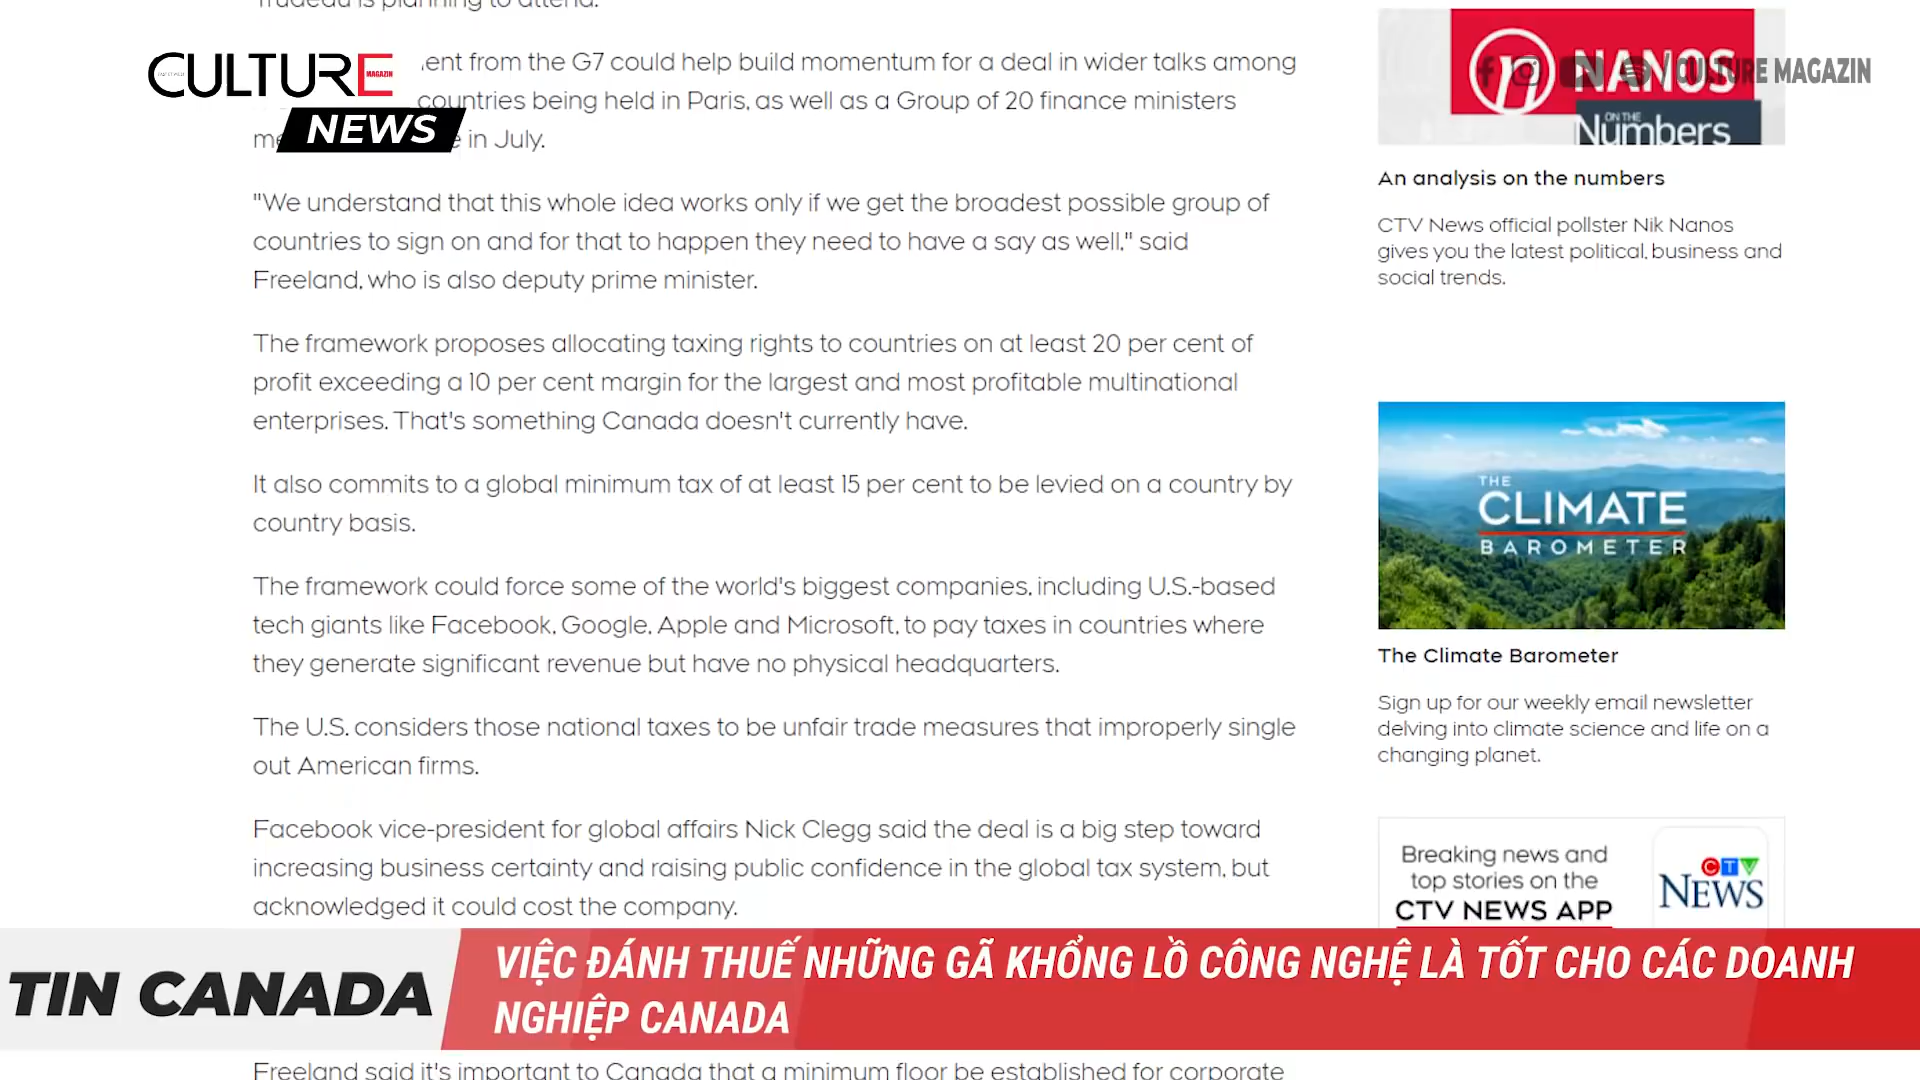 Trudeau is planning to attend.
CULTURE
MAGAZIN
NEWS
ent from the G7 could help build momentum for a deal in wider talks among
countries being held in Paris, as well as a Group of 20 finance ministers
me
e in July.
"We understand that this whole idea works only if we get the broadest possible group of
countries to sign on and for that to happen they need to have a say as well," said
Freeland, who is also deputy prime minister.
The framework proposes allocating taxing rights to countries on at least 20 per cent of
profit exceeding a 10 per cent margin for the largest and most profitable multinational
enterprises. That's something Canada doesn't currently have.
It also commits to a global minimum tax of at least 15 per cent to be levied on a country by
country basis.
The framework could force some of the world's biggest companies, including U.S.-based
tech giants like Facebook, Google, Apple and Microsoft, to pay taxes in countries where
they generate significant revenue but have no physical headquarters.
The U.S. considers those national taxes to be unfair trade measures that improperly single
out American firms.
Facebook vice-president for global affairs Nick Clegg said the deal is a big step toward
increasing business certainty and raising public confidence in the global tax system, but
acknowledged it could cost the company.
Freeland said it's important to Canada that a minimum floor be established for corporate
n NANOS
/ CULTURE MAGAZIN
ON THE
Numbers
An analysis on the numbers
CTV News official pollster Nik Nanos
gives you the latest political, business and
social trends.
THE
CLIMATE
BAROMETER
The Climate Barometer
Sign up for our weekly email newsletter
delving into climate science and life on a
changing planet.
Breaking news and
top stories on the
CTV NEWS APP
CTV
NEWS
TIN CANADA
VIỆC ĐÁNH THUẾ NHỮNG GÃ KHỔNG LỒ CÔNG NGHỆ LÀ TỐT CHO CÁC DOANH
NGHIỆP CANADA